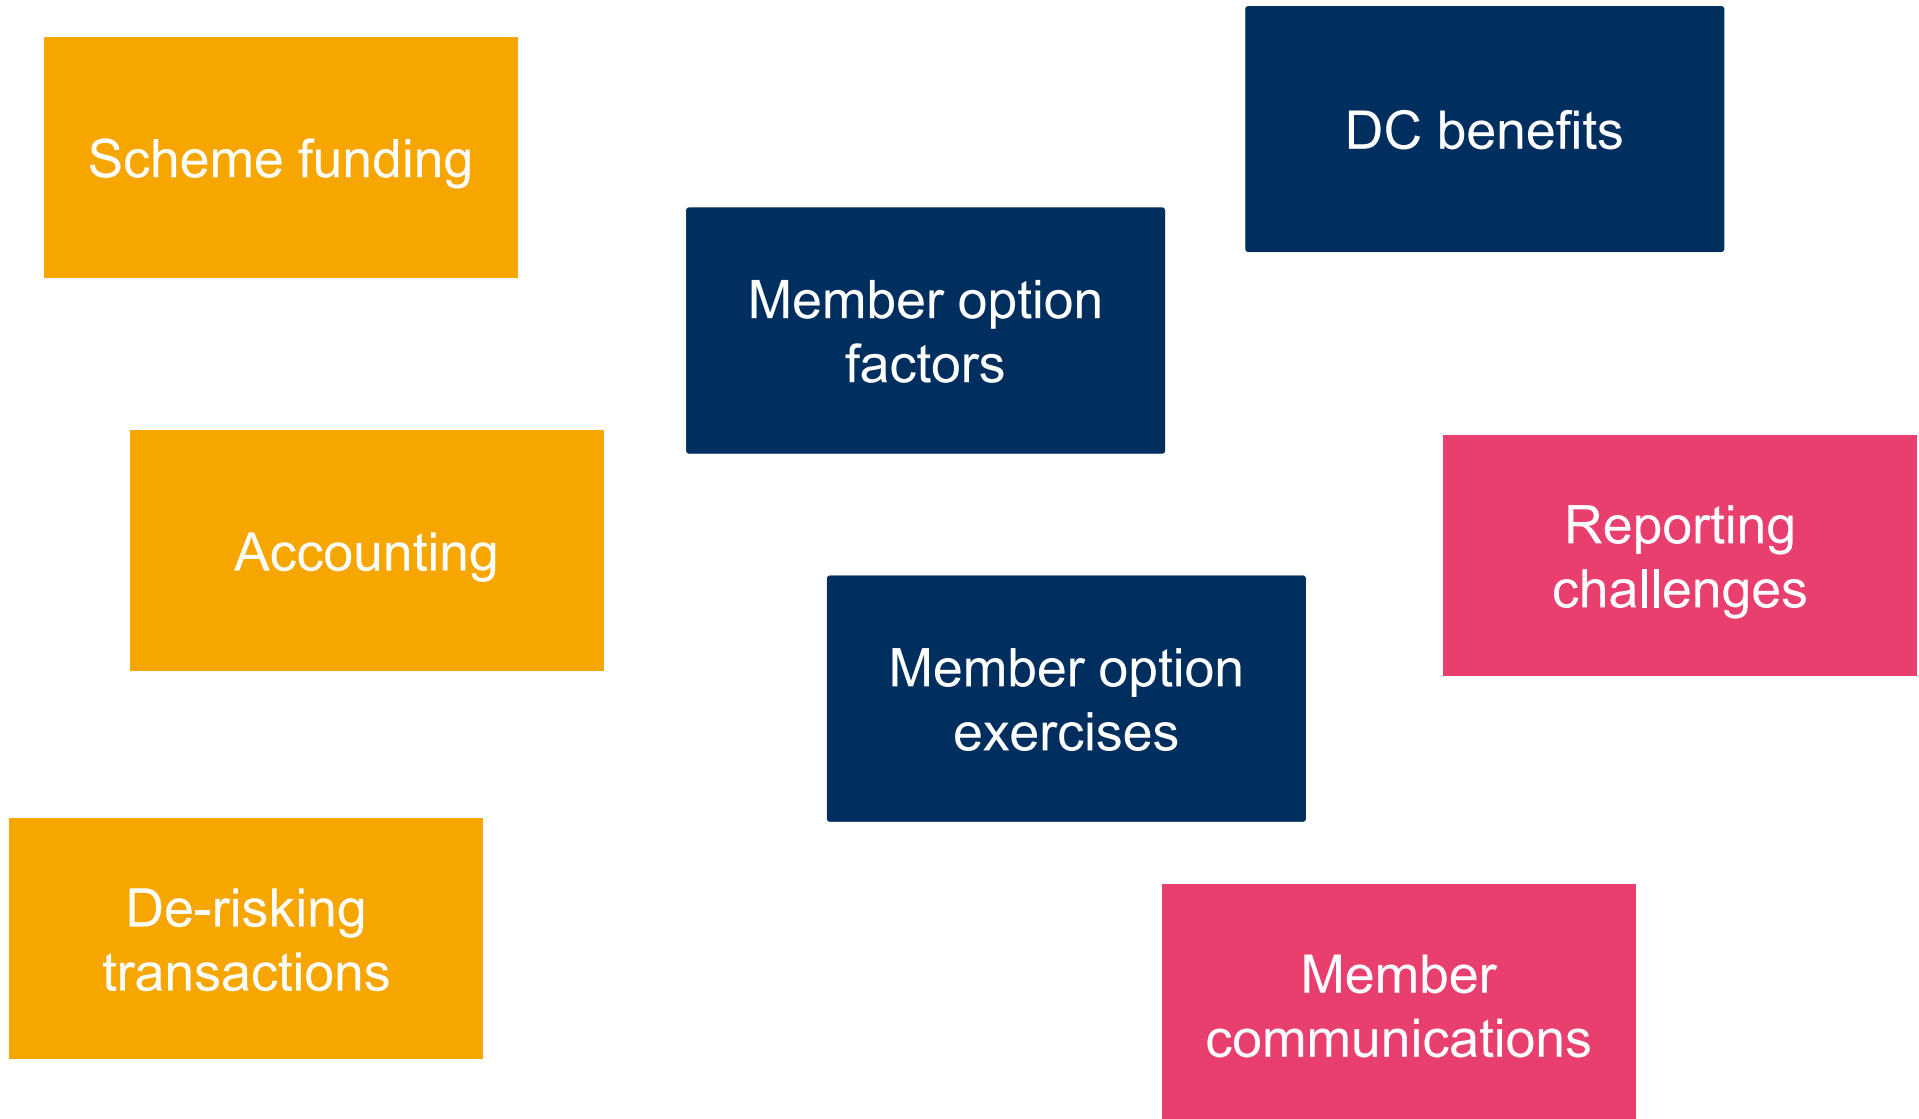 Scheme funding
DC benefits
Member option
factors
Accounting
Reporting
challenges
Member option
exercises
De-risking
transactions
Member
communications